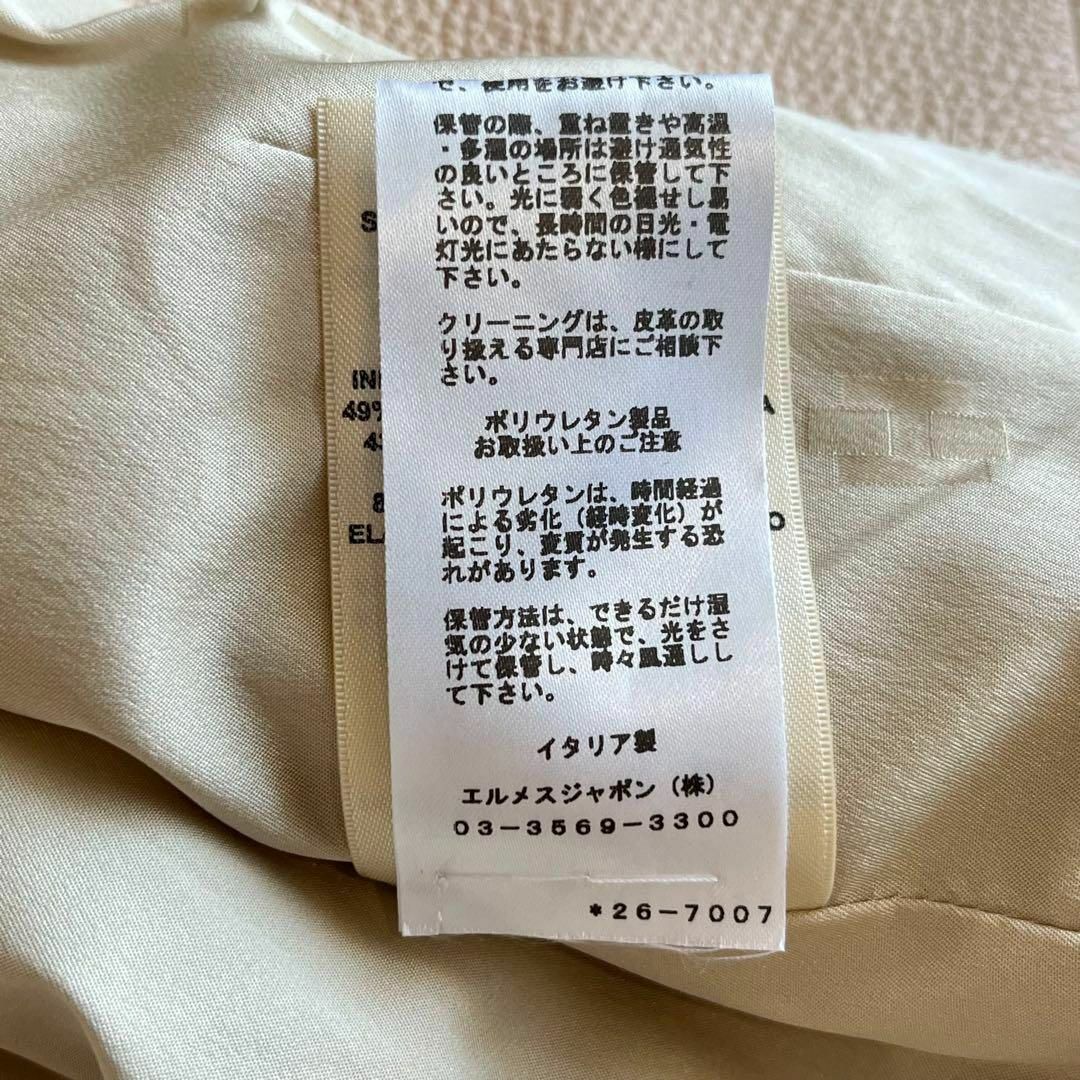 で、使用をお避け下さい。
保管の際、重ね置きや高温
・多湿の場所は避け通気性
の良いところに保管して下
さい。光に弱く色褪せし易
いので、長時間の日光・電
灯光にあたらない様にして
下さい。
クリーニングは、皮革の取
り扱える専門店にご相談下
さい。
ポリウレタン製品
お取扱い上のご注意
ポリウレタンは、時間経過
による劣化（経時変化）が
起こり、変質が発生する恐
れがあります。
保管方法は、できるだけ湿
気の少ない状態で、光をさ
けて保管し、時々風通しし
て下さい。
イタリア製
エルメスジャポン（株）
03-3569-3300
*26-7007
S
IN
49%
A
4
EL
O